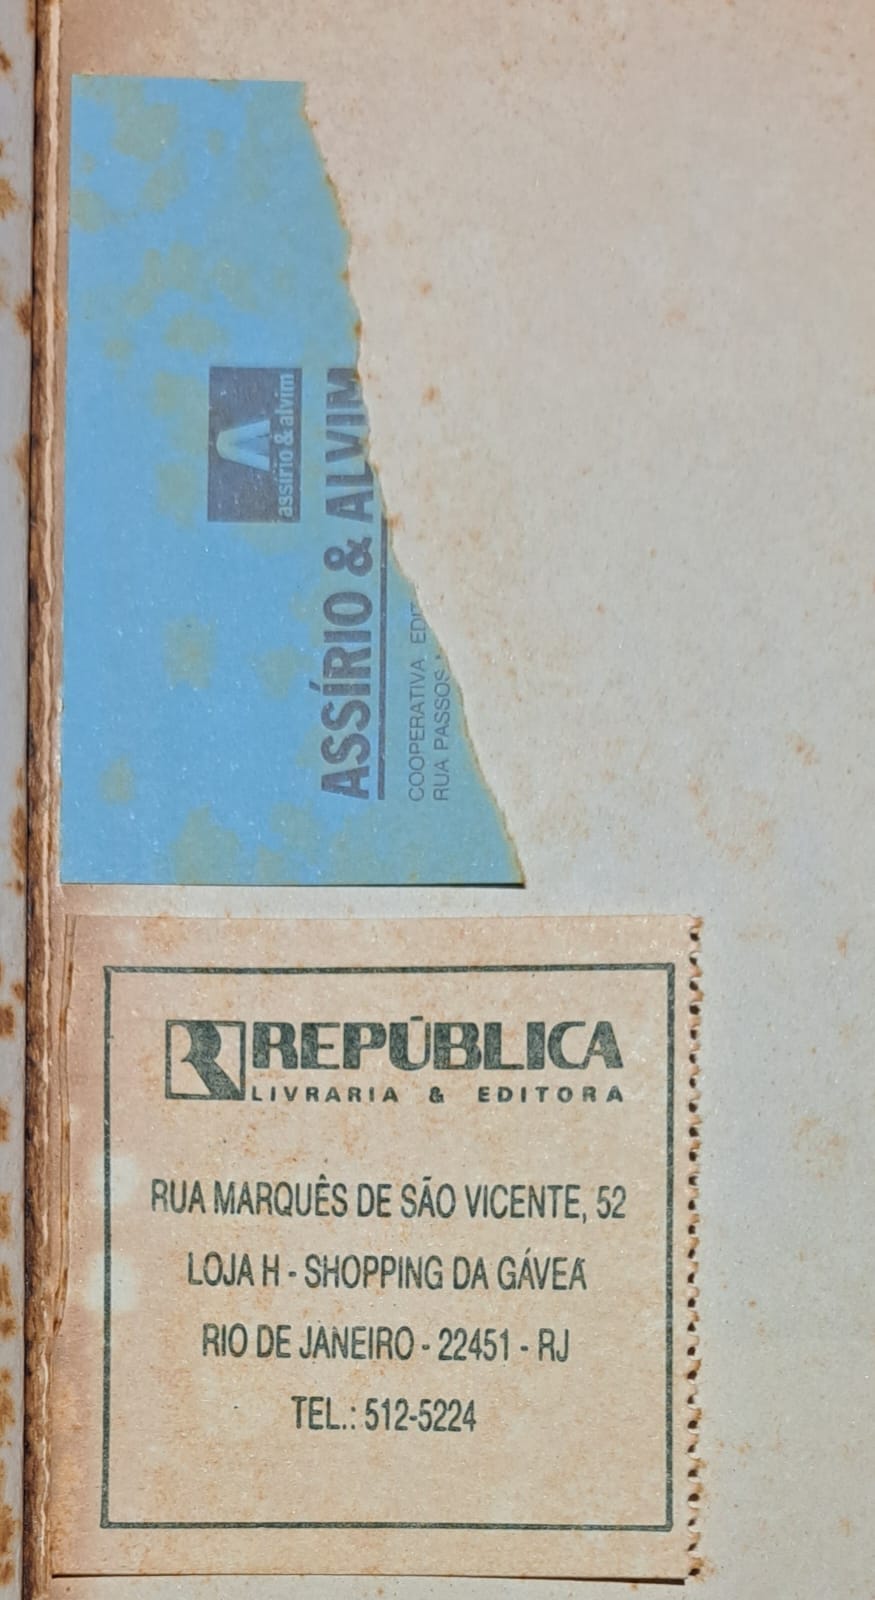 assírio & alvim
ASSÍRIO & ALVIM
COOPERATIVA
RUA PASSOS
REPÚBLICA
LIVRARIA & EDITORA
RUA MARQUÊS DE SÃO VICENTE, 52
LOJA H - SHOPPING DA GÁVEA
RIO DE JANEIRO - 22451 - RJ
TEL.: 512-5224